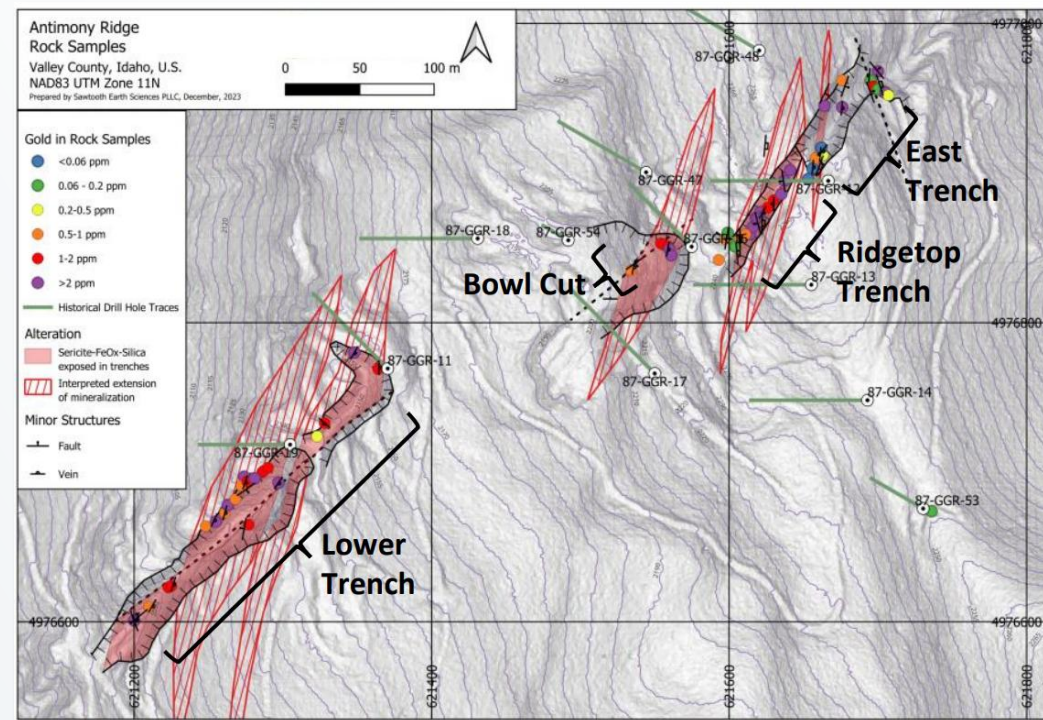 Antimony Ridge
Rock Samples
Valley County, Idaho, U.S.
NAD83 UTM Zone 11N
Prepared by Sawtooth Earth Sciences PLLC, December, 2023
0 50 100 m
Gold in Rock Samples
<0.06 ppm
0.06 - 0.2 ppm
0.2-0.5 ppm
0.5-1 ppm
1-2 ppm
>2 ppm
Historical Drill Hole Traces
Alteration
Sericite-FeOx-Silica
exposed in trenches
Interpreted extension
of mineralization
Minor Structures
Fault
Vein
621600
621800
4977000
87-GGR-48
87-GGR-47
East
Trench
87-GGR-18
87-GGR-54
Bowl Cut
87-GGR-13
Ridgetop
Trench
4976800
87-GGR-11
87-GGR-17
87-GGR-14
87-GGR-19
87-GGR-53
Lower
Trench
4976600
4976600
621200
621400
621600
621800